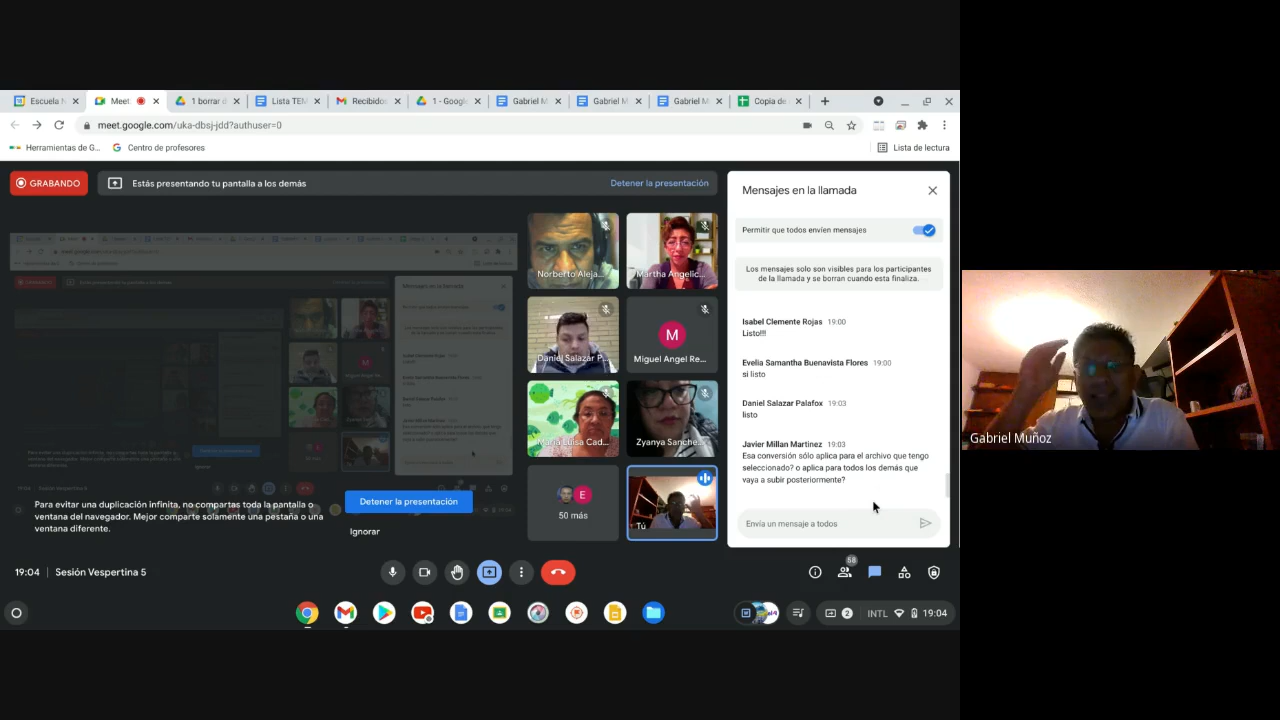 Escuela N
Meet
1 borrar d
Lista TEM
Recibidos
1 - Google
Gabriel M
Gabriel M
Gabriel M
Copia de
meet.google.com/uka-dbsj-jdd?authuser=0
Herramientas de G...
Centro de profesores
Lista de lectura
GRABANDO
Estás presentando tu pantalla a los demás
Detener la presentación
Mensajes en la llamada
Permitir que todos envíen mensajes
Los mensajes solo son visibles para los participantes
de la llamada y se borran cuando esta finaliza.
Isabel Clemente Rojas 19:00
Listo!!!
Evelia Samantha Buenavista Flores 19:00
si listo
Daniel Salazar Palafox 19:03
listo
Javier Millan Martinez 19:03
Esa conversión sólo aplica para el archivo que tengo
seleccionado? o aplica para todos los demás que
vaya a subir posteriormente?
Envía un mensaje a todos
Norberto Aleja...
Martha Angelic...
Daniel Salazar P...
M
Miguel Angel Re...
Maria Luisa Cad...
Zyanya Sanche...
E
50 más
Tú
Para evitar una duplicación infinita, no compartas toda la pantalla o
ventana del navegador. Mejor comparte solamente una pestaña o una
ventana diferente.
Detener la presentación
Ignorar
19:04 | Sesión Vespertina 5
58
2
INTL
19:04
Gabriel Muñoz